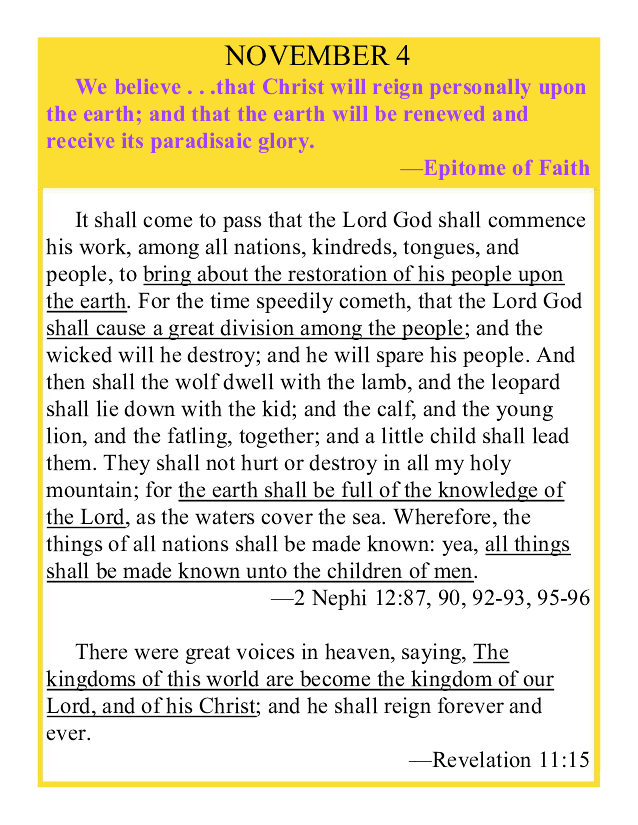 NOVEMBER 4
We believe . . .that Christ will reign personally upon
the earth; and that the earth will be renewed and
receive its paradisaic glory.
—Epitome of Faith
It shall come to pass that the Lord God shall commence
his work, among all nations, kindreds, tongues, and
people, to bring about the restoration of his people upon
the earth. For the time speedily cometh, that the Lord God
shall cause a great division among the people; and the
wicked will he destroy; and he will spare his people. And
then shall the wolf dwell with the lamb, and the leopard
shall lie down with the kid; and the calf, and the young
lion, and the fatling, together; and a little child shall lead
them. They shall not hurt or destroy in all my holy
mountain; for the earth shall be full of the knowledge of
the Lord, as the waters cover the sea. Wherefore, the
things of all nations shall be made known: yea, all things
shall be made known unto the children of men.
—2 Nephi 12:87, 90, 92-93, 95-96
There were great voices in heaven, saying, The
kingdoms of this world are become the kingdom of our
Lord, and of his Christ; and he shall reign forever and
ever.
—Revelation 11:15